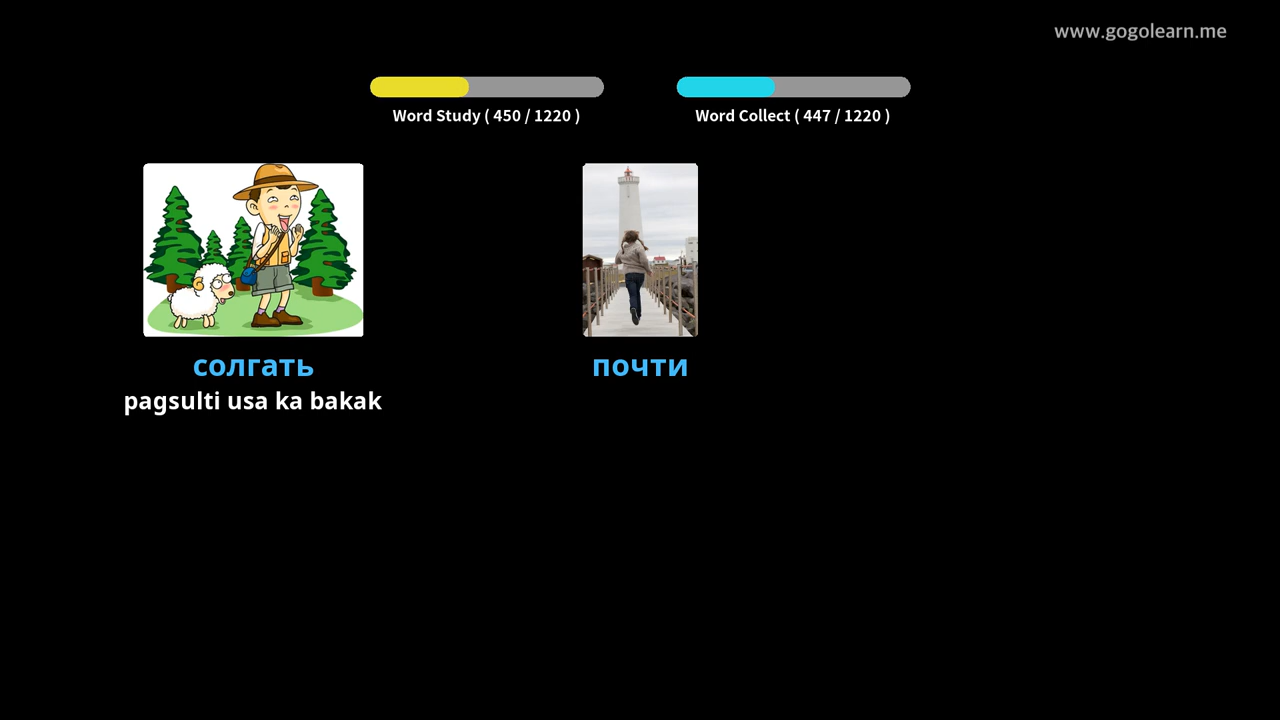 www.gogolearn.me
Word Study ( 450 / 1220 )
Word Collect ( 447 / 1220 )
солгать
pagsulti usa ka bakak
почти